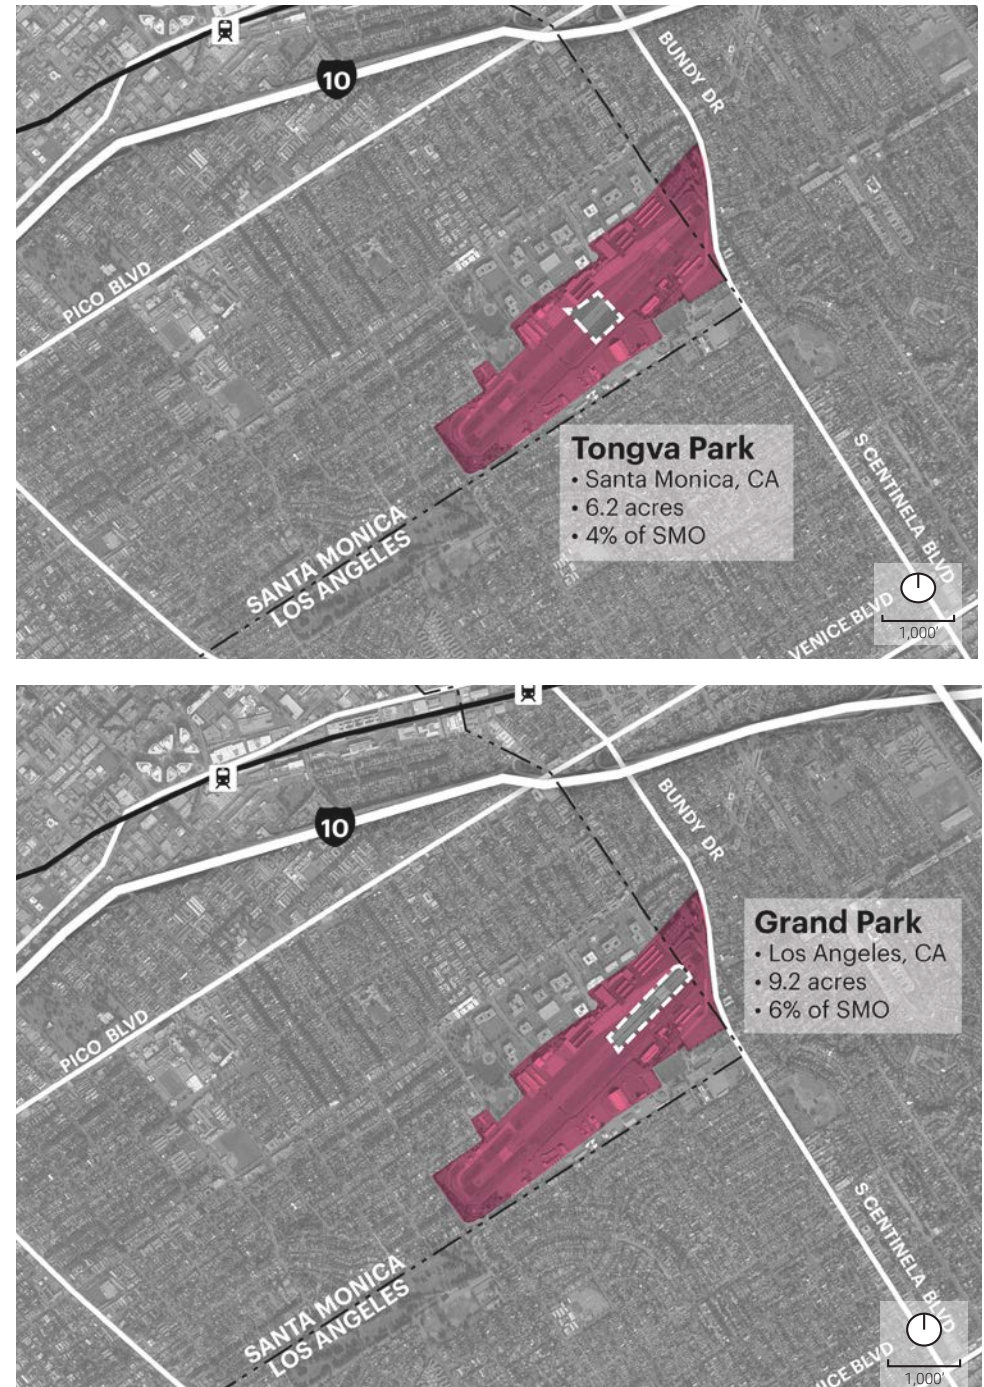 10
BUNDY DR
PICO BLVD
Tongva Park
• Santa Monica, CA
• 6.2 acres
• 4% of SMO
S CENTINELA BLVD
SANTA MONICA
LOS ANGELES
VENICE BLVD
1,000'
10
BUNDY DR
Grand Park
• Los Angeles, CA
• 9.2 acres
• 6% of SMO
PICO BLVD
S CENTINELA BLVD
SANTA MONICA
LOS ANGELES
ICE BLVD
1,000'